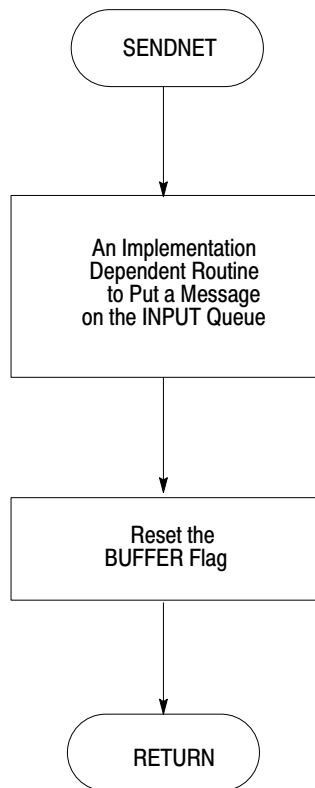 SENDNET
An Implementation
Dependent Routine
to Put a Message
on the INPUT Queue
Reset the
BUFFER Flag
RETURN